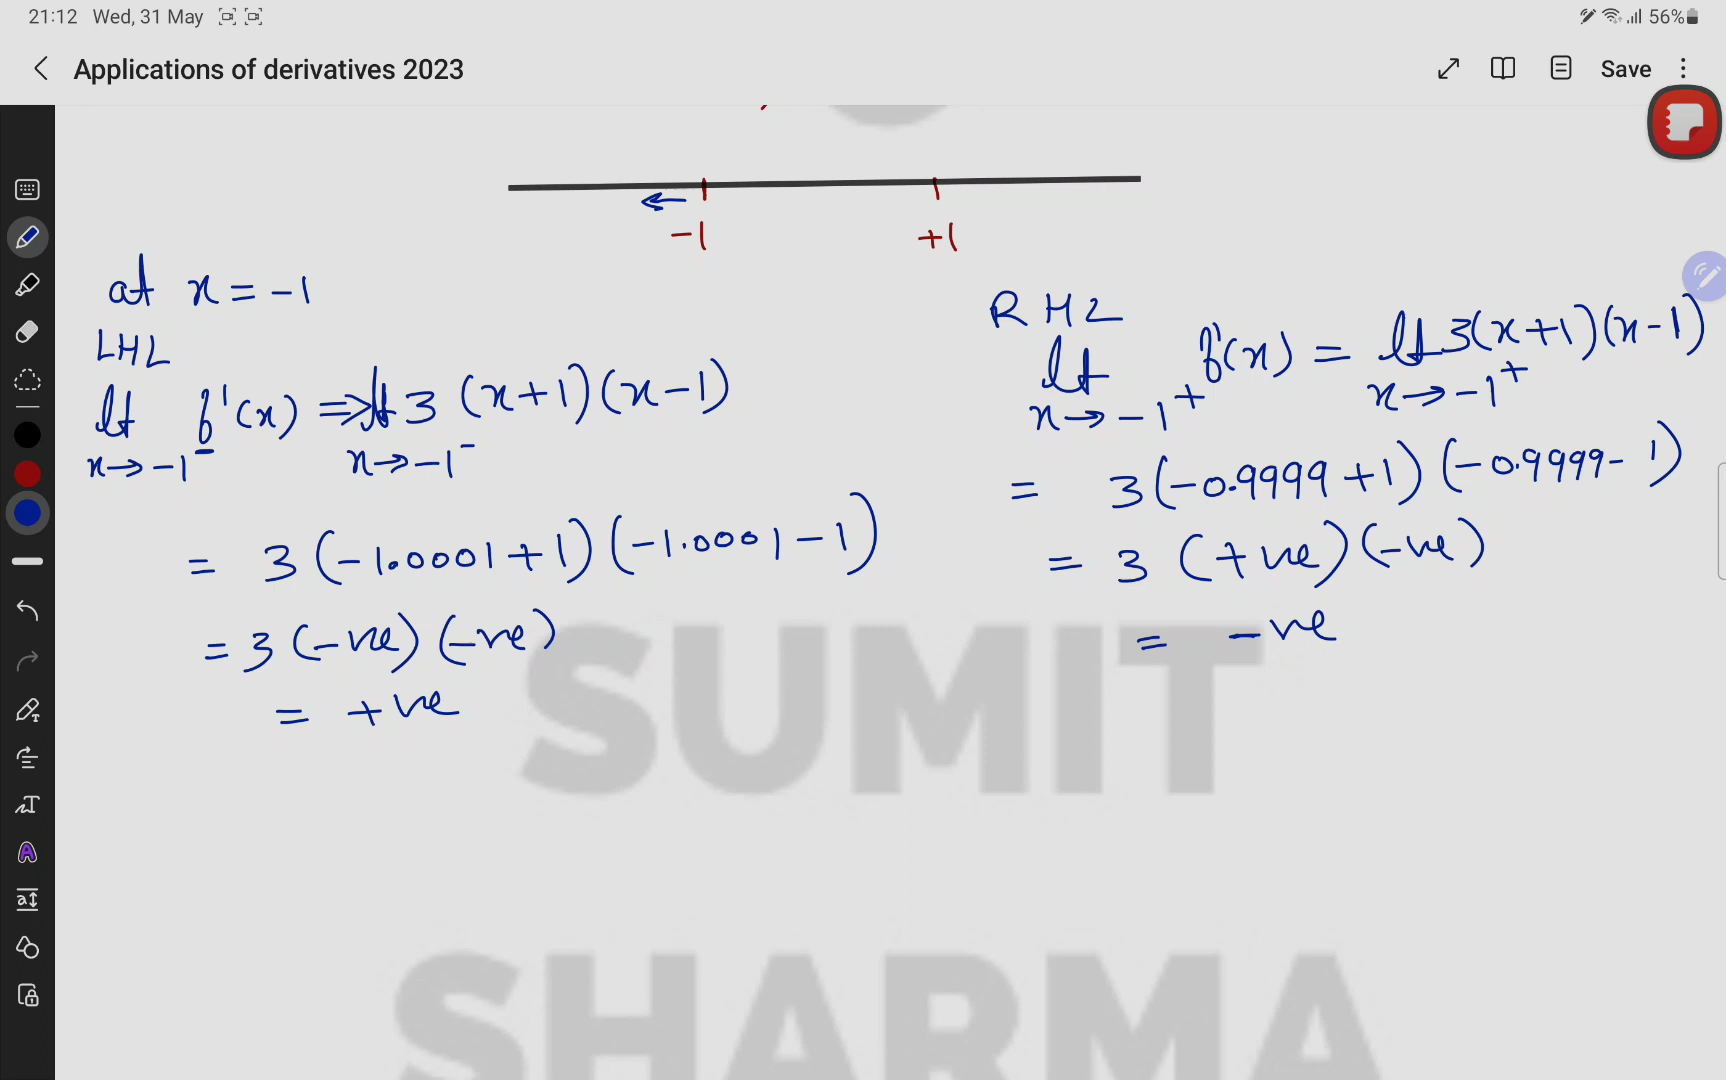 21:12 Wed, 31 May 56%
Applications of derivatives 2023 Save
-1 +1
at x = -1
LHL
lt f'(x) => lt 3 (x+1)(x-1)
x→-1⁻ x→-1⁻
= 3(-1.0001+1)(-1.0001-1)
= 3(-ve)(-ve)
= +ve
RHL
lt f'(x) = lt 3(x+1)(x-1)
x→-1⁺ x→-1⁺
= 3(-0.9999+1)(-0.9999-1)
= 3 (+ve)(-ve)
= -ve
SUMIT
SHARMA